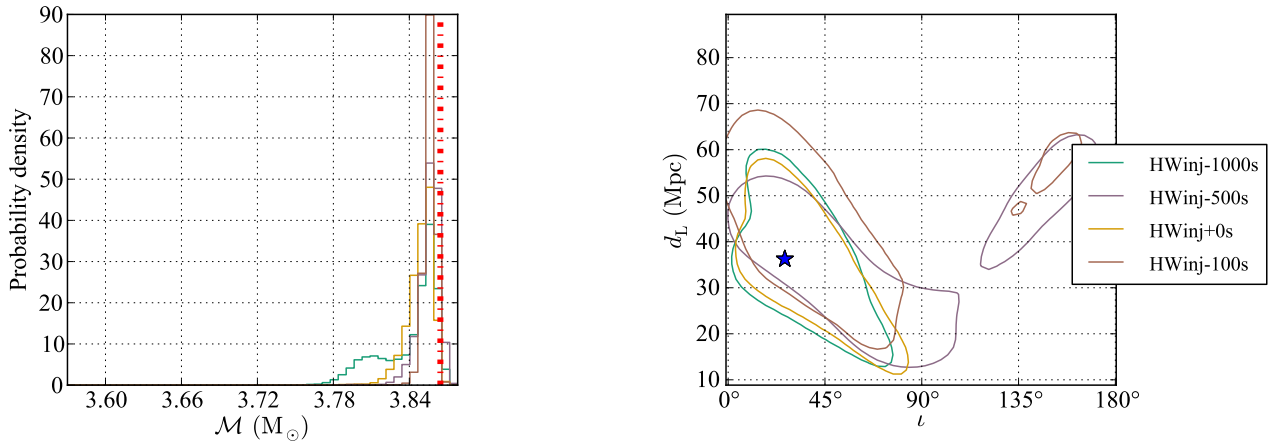 90
80
70
60
50
40
30
20
10
0
Probability density
3.60 3.66 3.72 3.78 3.84
ℳ (M⊙)
80
70
60
50
40
30
20
10
d_L (Mpc)
0° 45° 90° 135° 180°
ι
HWinj-1000s
HWinj-500s
HWinj+0s
HWinj-100s